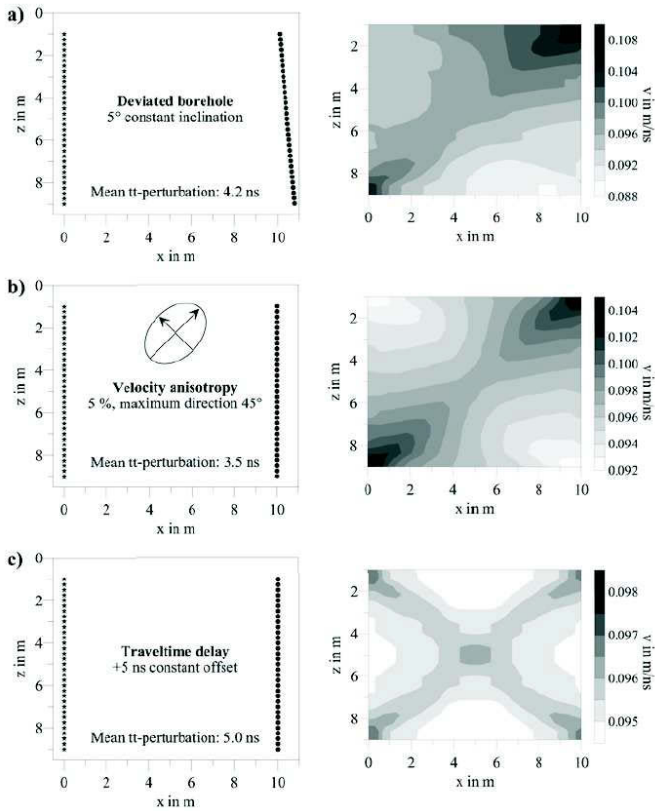 a)
0
2
4
6
8
z in m
Deviated borehole
5° constant inclination
Mean tt-perturbation: 4.2 ns
0 2 4 6 8 10
x in m
2
4
6
8
z in m
0 2 4 6 8 10
x in m
0.108
0.104
0.100
0.096
0.092
0.088
v in m/ns
b)
0
2
4
6
8
z in m
Velocity anisotropy
5 %, maximum direction 45°
Mean tt-perturbation: 3.5 ns
0 2 4 6 8 10
x in m
2
4
6
8
z in m
0 2 4 6 8 10
x in m
0.104
0.102
0.100
0.098
0.096
0.094
0.092
v in m/ns
c)
0
2
4
6
8
z in m
Traveltime delay
+5 ns constant offset
Mean tt-perturbation: 5.0 ns
0 2 4 6 8 10
x in m
2
4
6
8
z in m
0 2 4 6 8 10
x in m
0.098
0.097
0.096
0.095
v in m/ns